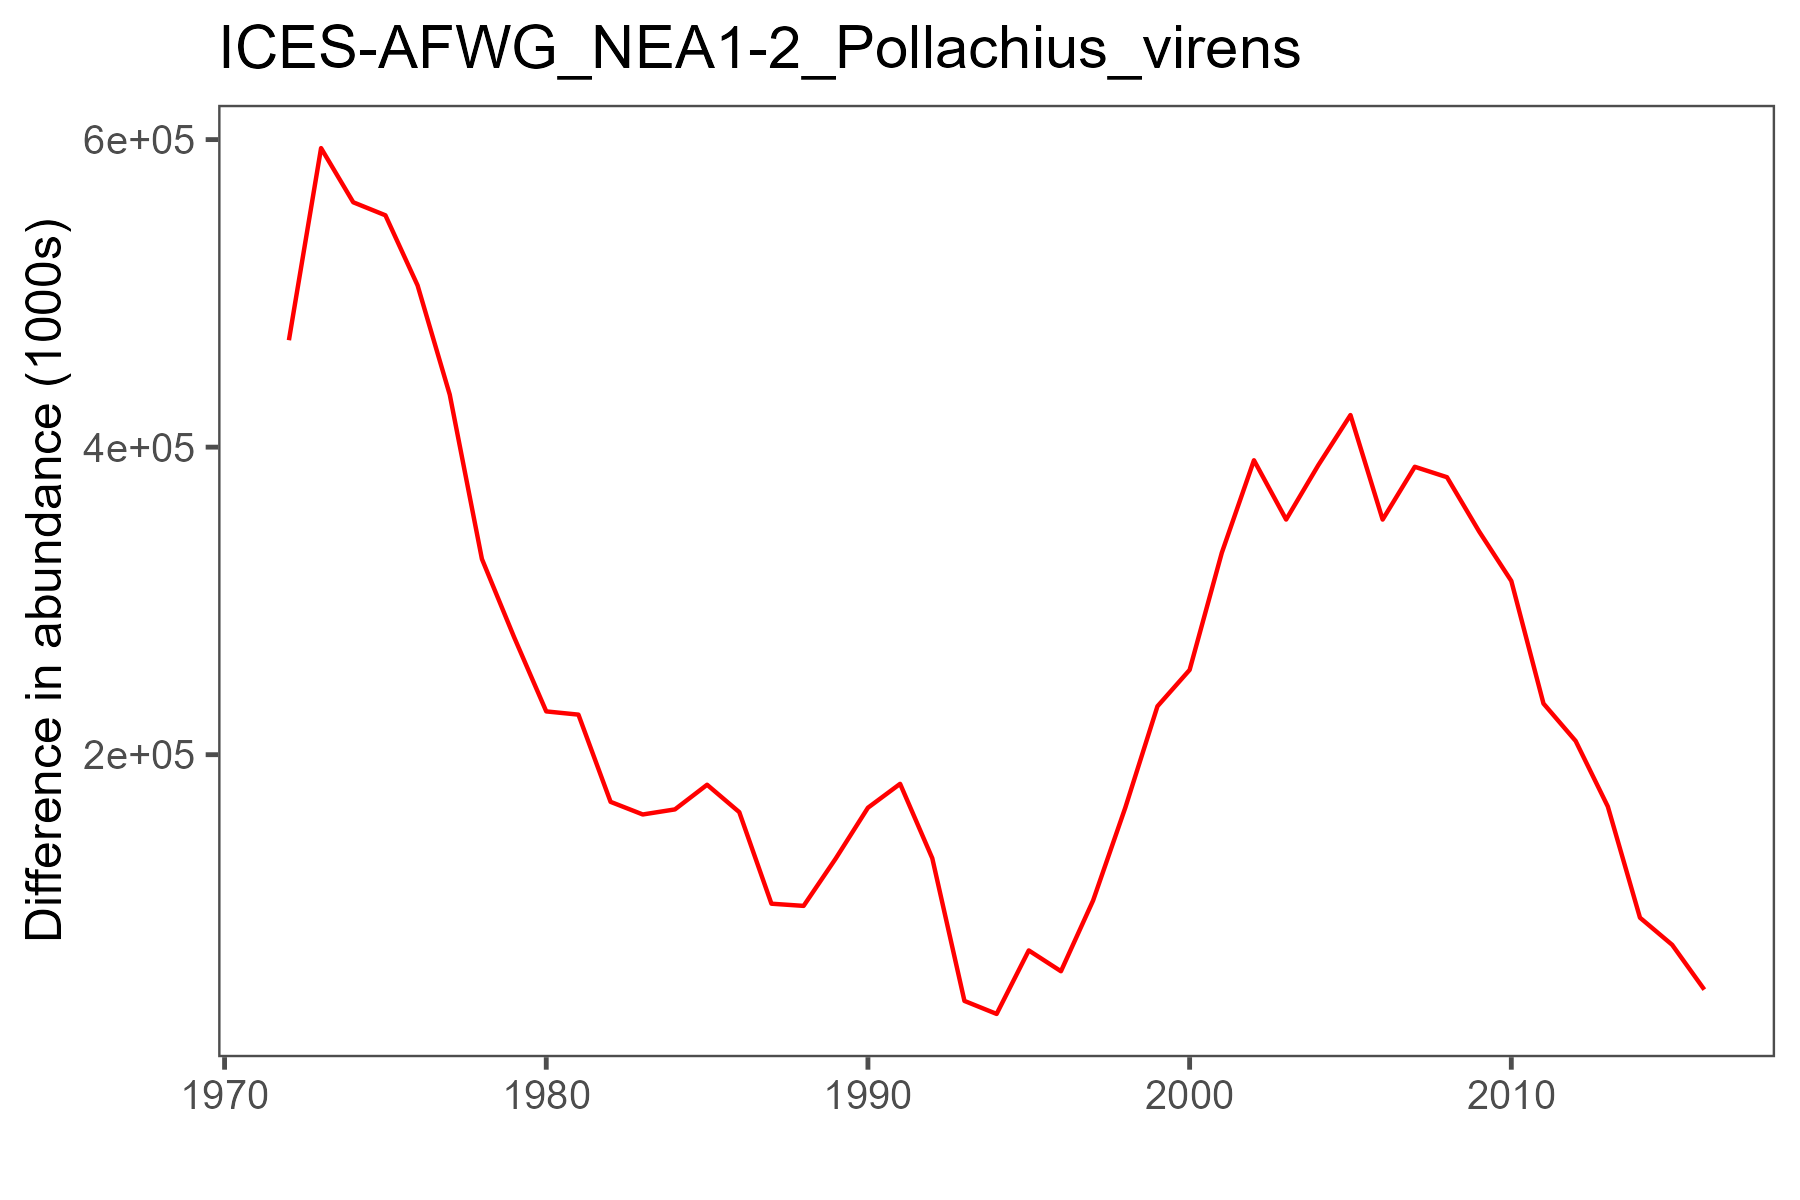 ICES-AFWG_NEA1-2_Pollachius_virens
Difference in abundance (1000s)
6e+05
4e+05
2e+05
1970 1980 1990 2000 2010